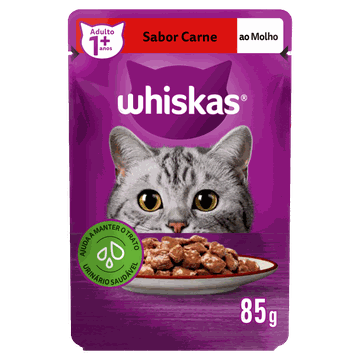 Adulto
1+
anos
Sabor Carne
ao Molho
whiskas®
AJUDA A MANTER O TRATO
URINÁRIO SAUDÁVEL
85g